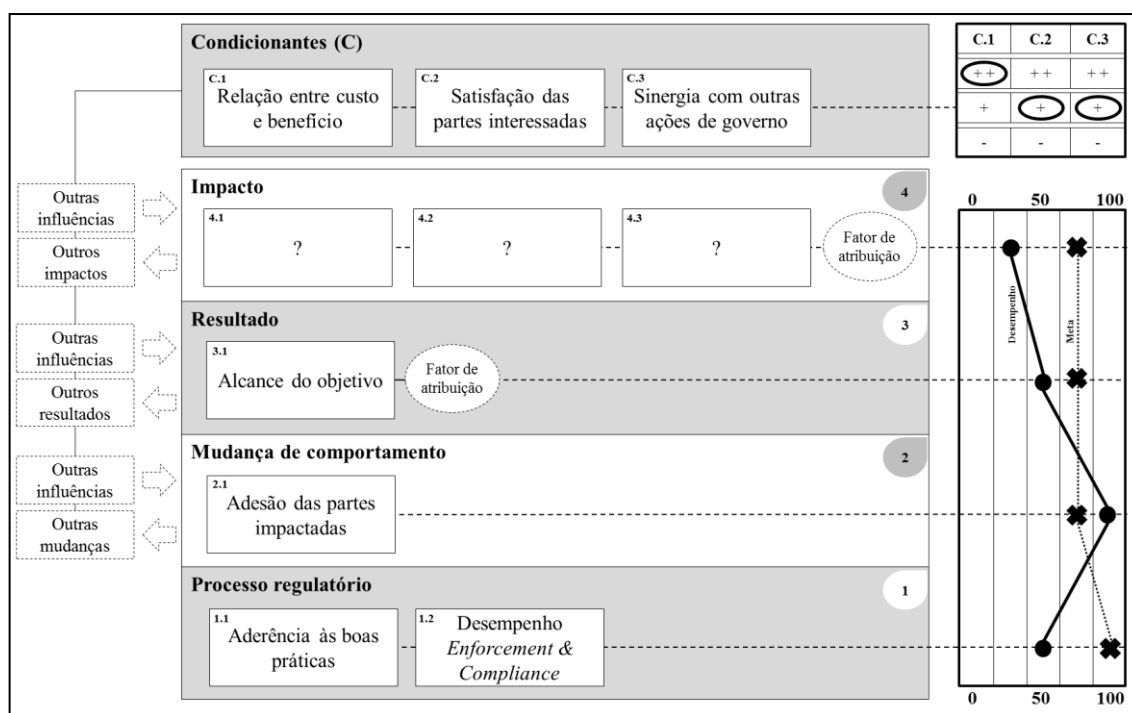 Condicionantes (C)
C.1
Relação entre custo
e benefício
C.2
Satisfação das
partes interessadas
C.3
Sinergia com outras
ações de governo
C.1 C.2 C.3
++ ++ ++
+ + +
- - -
Outras
influências
Outros
impactos
Impacto
4
4.1
?
4.2
?
4.3
?
Fator de
atribuição
Outras
influências
Outros
resultados
Resultado
3
3.1
Alcance do objetivo
Fator de
atribuição
Outras
influências
Outras
mudanças
Mudança de comportamento
2
2.1
Adesão das partes
impactadas
Processo regulatório
1
1.1
Aderência às boas
práticas
1.2
Desempenho
Enforcement &
Compliance
0 50 100
Desempenho
Meta
0 50 100